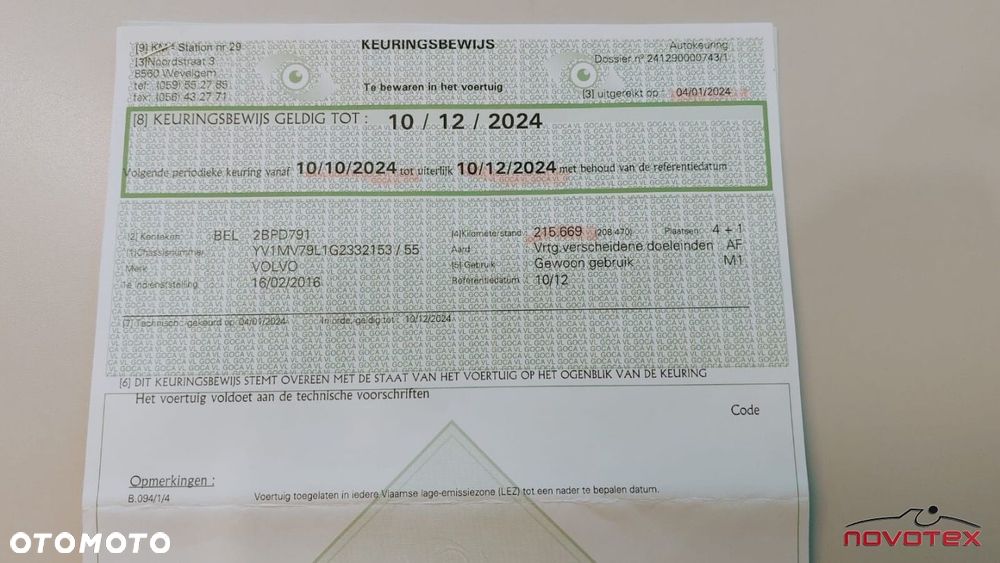 [9] KM² Station nr 29
[3] Noordstraat 3
8560 Wevelgem
tel: (059) 55 27 65
fax: (056) 43 27 71
KEURINGSBEWIJS
Te bewaren in het voertuig
Autokeuring
Dossier n° 241290000743/1
[3] uitgereikt op : 04/01/2024
[8] KEURINGSBEWIJS GELDIG TOT : 10 / 12 / 2024
Volgende periodieke keuring vanaf 10/10/2024 tot uiterlijk 10/12/2024 met behoud van de referentiedatum
[2] Kenteken BEL 2BPD791
[1] Chassisnummer YV1MV79L1G2332153 / 55
Merk VOLVO
1e Indienststelling 16/02/2016
[4] Kilometerstand 215.669 (208.470) Plaatsen: 4 + 1
Aard Vrtg.verscheidene doeleinden AF
[5] Gebruik Gewoon gebruik M1
Referentiedatum 10/12
[7] Technisch : gekeurd op 04/01/2024 In orde, geldig tot : 10/12/2024
[6] DIT KEURINGSBEWIJS STEMT OVEREEN MET DE STAAT VAN HET VOERTUIG OP HET OGENBLIK VAN DE KEURING
Het voertuig voldoet aan de technische voorschriften
Code
Opmerkingen :
B.094/1/4 Voertuig toegelaten in iedere Vlaamse lage-emissiezone (LEZ) tot een nader te bepalen datum.
OTOMOTO
NOVOTEX